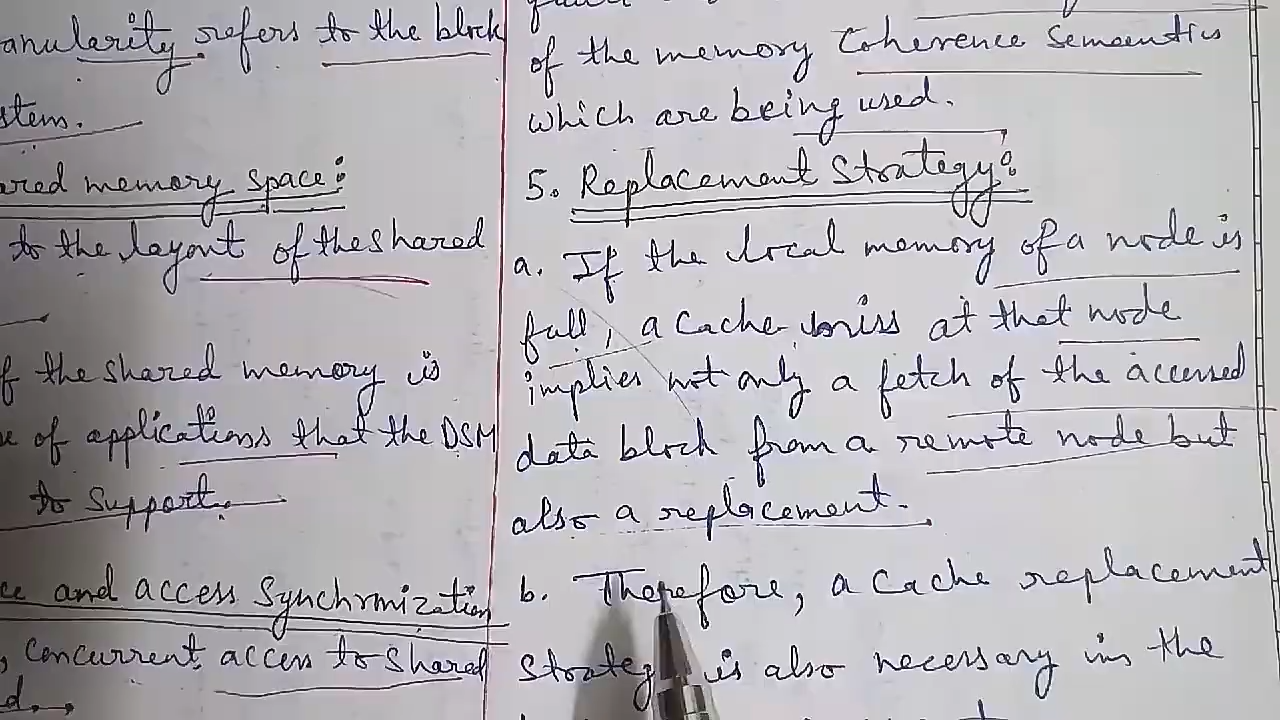 anularity refers to the block
stem.
ared memory space:
to the layout of the shared
f the shared memory is
e of applications that the DSM
to support.
ce and access Synchronization
, concurrent access to shared
d.
of the memory Coherence Semantics
which are being used.
5. Replacement Strategy:
a. If the local memory of a node is
full, a cache miss at that node
implies not only a fetch of the accessed
data block from a remote node but
also a replacement.
b. Therefore, a Cache replacement
Strategy is also necessary in the